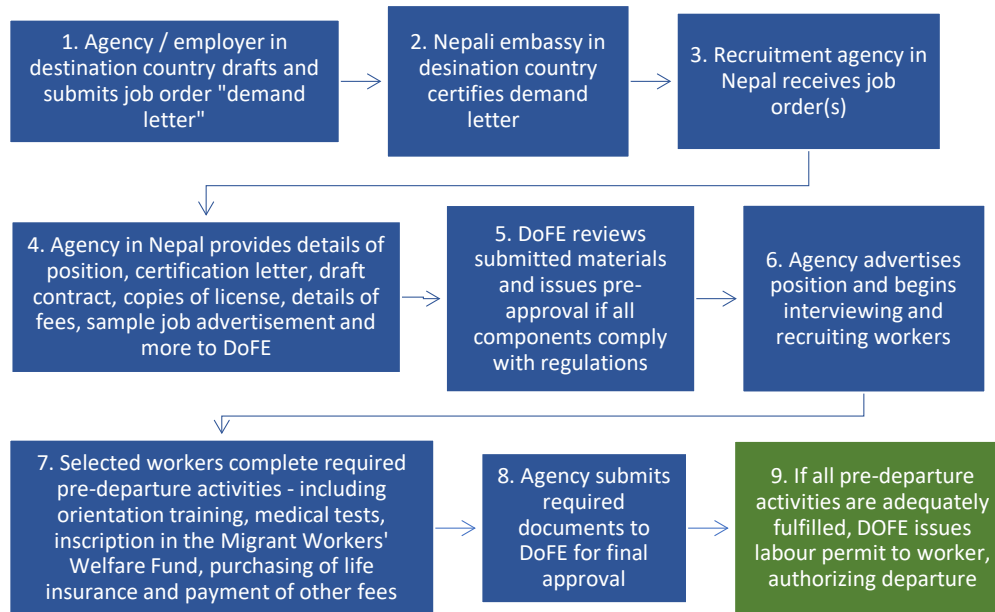 1. Agency / employer in
destination country drafts and
submits job order "demand
letter"
2. Nepali embassy in
desination country
certifies demand
letter
3. Recruitment agency in
Nepal receives job
order(s)
4. Agency in Nepal provides details of
position, certification letter, draft
contract, copies of license, details of
fees, sample job advertisement and
more to DoFE
5. DoFE reviews
submitted materials
and issues pre-
approval if all
components comply
with regulations
6. Agency advertises
position and begins
interviewing and
recruiting workers
7. Selected workers complete required
pre-departure activities - including
orientation training, medical tests,
inscription in the Migrant Workers'
Welfare Fund, purchasing of life
insurance and payment of other fees
8. Agency submits
required
documents to
DoFE for final
approval
9. If all pre-departure
activities are adequately
fulfilled, DOFE issues
labour permit to worker,
authorizing departure